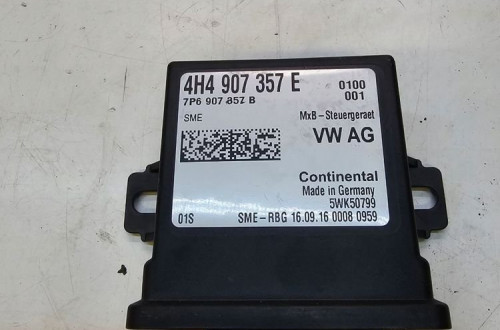 4H4 907 357 E 0100
7P6 907 357 B 001
SME MxB-Steuergeraet
VW AG
Continental
Made in Germany
5WK50799
01S SME-RBG 16.09.16 0008 0959